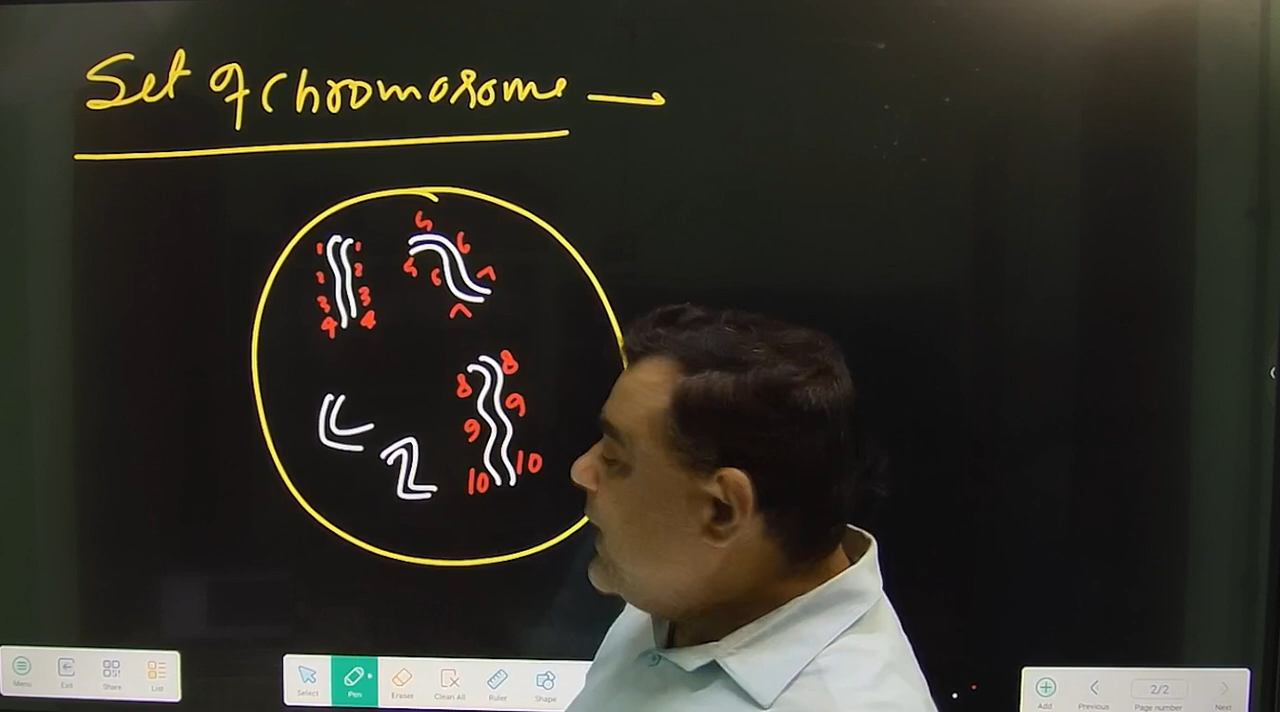 Set of chromosome →
5
1 1 6
2 2 5 6 7
3 3
4 4 7
8 8
9 9
10 10
Menu Exit Share List Select Pen Eraser Clean All Ruler Shape Add Previous 2/2 Page number Next